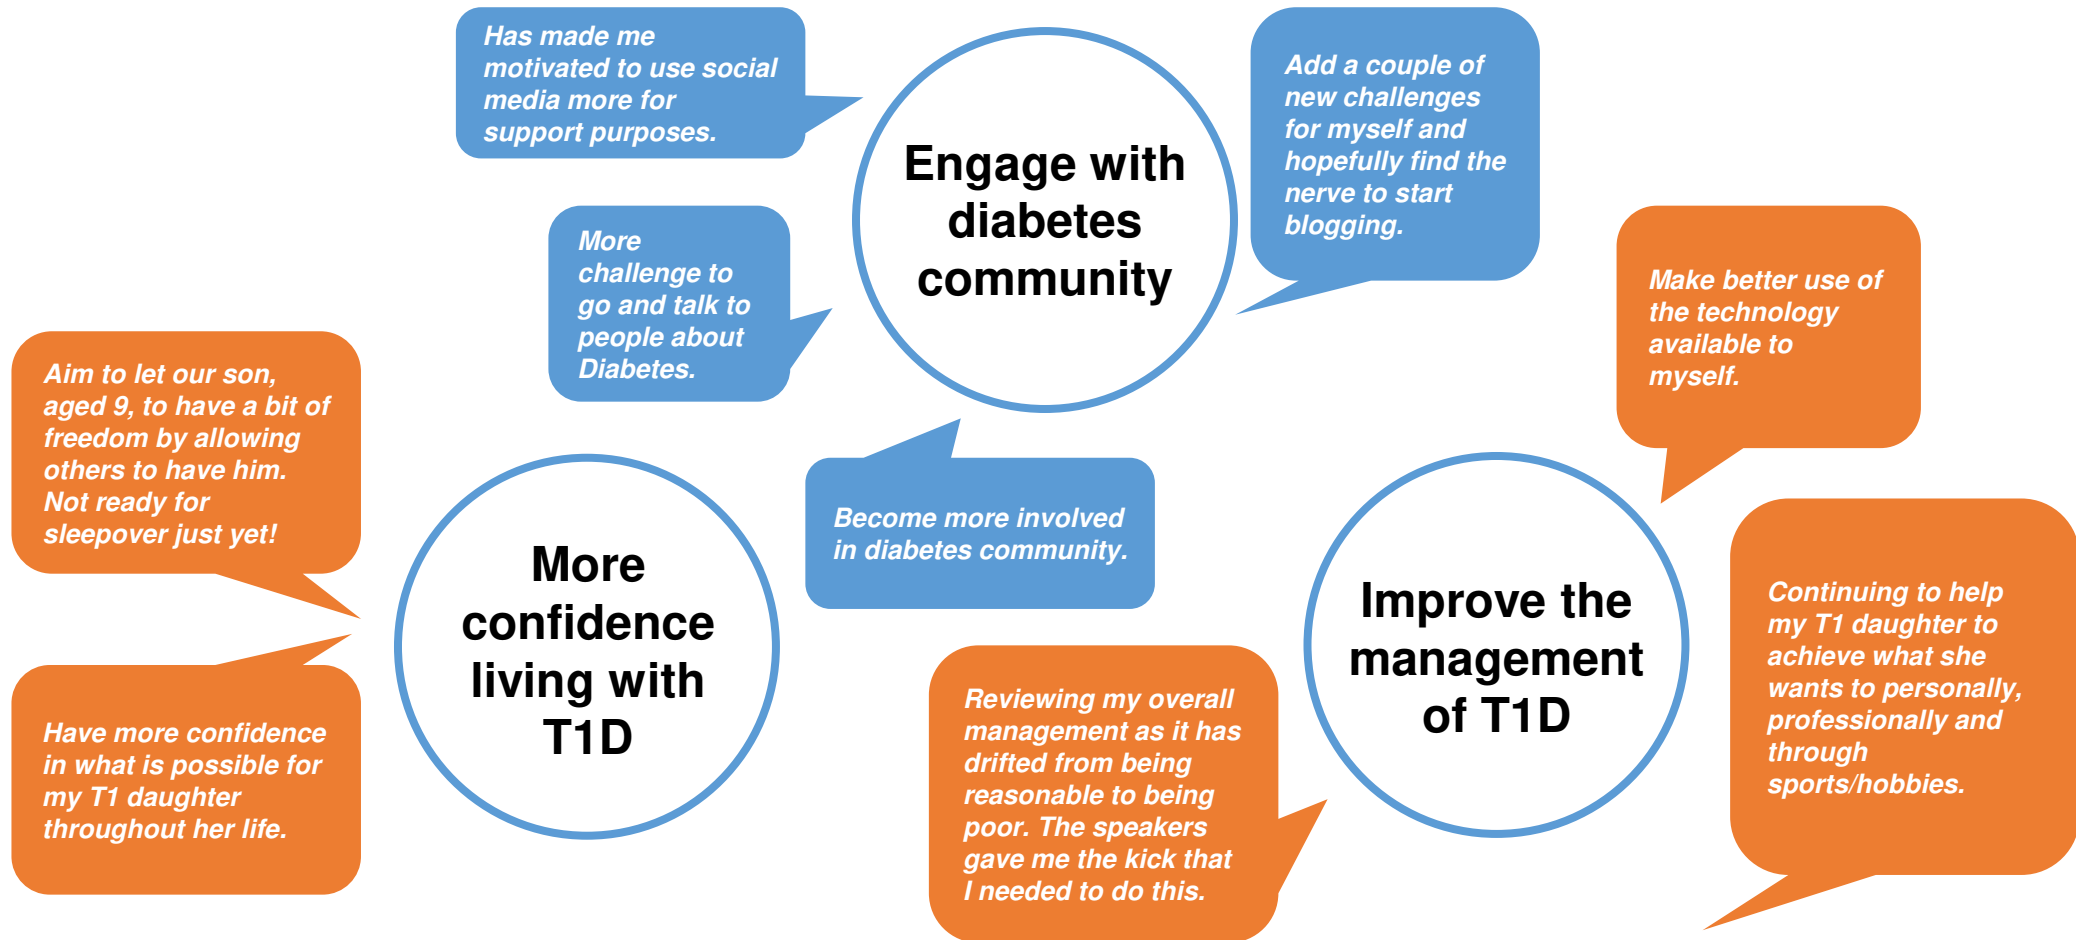 Has made me
motivated to use social
media more for
support purposes.
Engage with
diabetes
community
Add a couple of
new challenges
for myself and
hopefully find the
nerve to start
blogging.
More
challenge to
go and talk to
people about
Diabetes.
Make better use of
the technology
available to
myself.
Aim to let our son,
aged 9, to have a bit of
freedom by allowing
others to have him.
Not ready for
sleepover just yet!
Become more involved
in diabetes community.
More
confidence
living with
T1D
Improve the
management
of T1D
Continuing to help
my T1 daughter to
achieve what she
wants to personally,
professionally and
through
sports/hobbies.
Have more confidence
in what is possible for
my T1 daughter
throughout her life.
Reviewing my overall
management as it has
drifted from being
reasonable to being
poor. The speakers
gave me the kick that
I needed to do this.